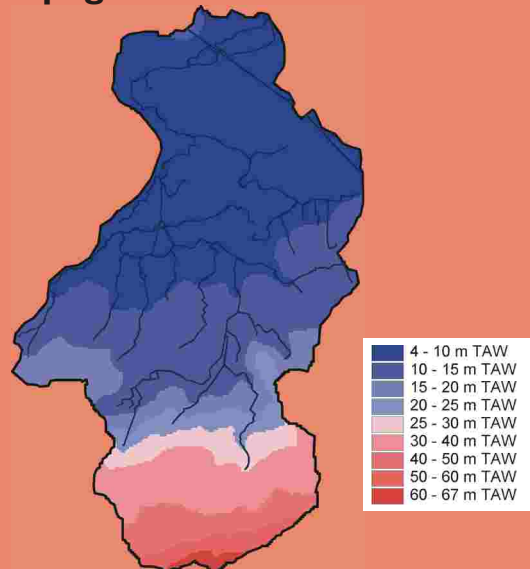 4 - 10 m TAW
10 - 15 m TAW
15 - 20 m TAW
20 - 25 m TAW
25 - 30 m TAW
30 - 40 m TAW
40 - 50 m TAW
50 - 60 m TAW
60 - 67 m TAW